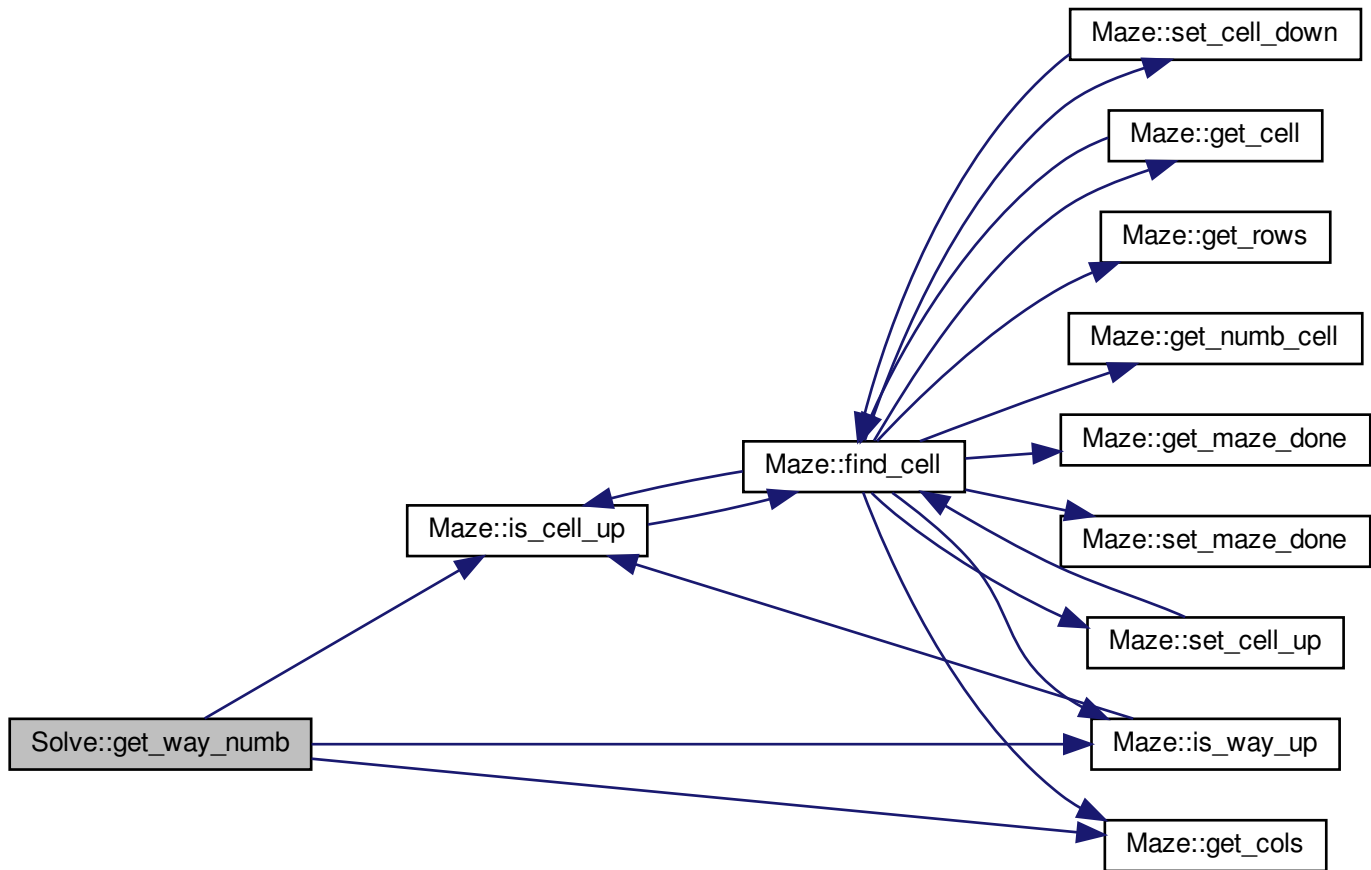 Maze::set_cell_down
Maze::get_cell
Maze::get_rows
Maze::get_numb_cell
Maze::get_maze_done
Maze::find_cell
Maze::is_cell_up
Maze::set_maze_done
Maze::set_cell_up
Solve::get_way_numb
Maze::is_way_up
Maze::get_cols